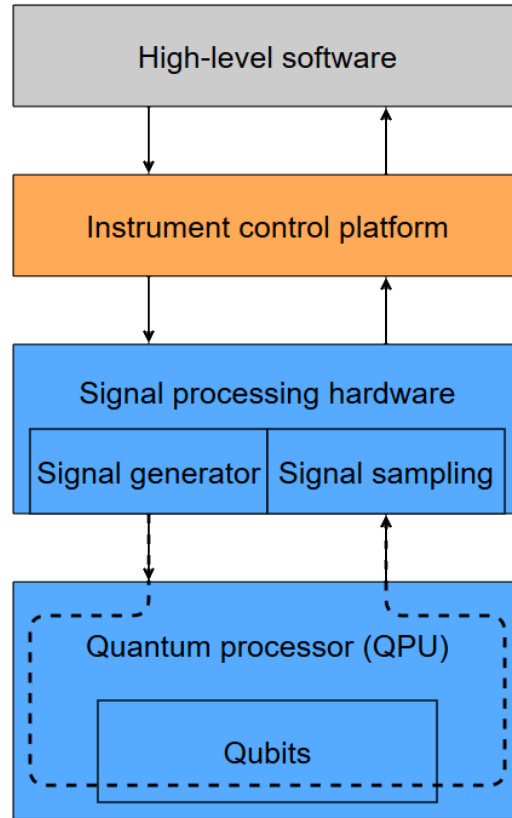 High-level software
Instrument control platform
Signal processing hardware
Signal generator
Signal sampling
Quantum processor (QPU)
Qubits